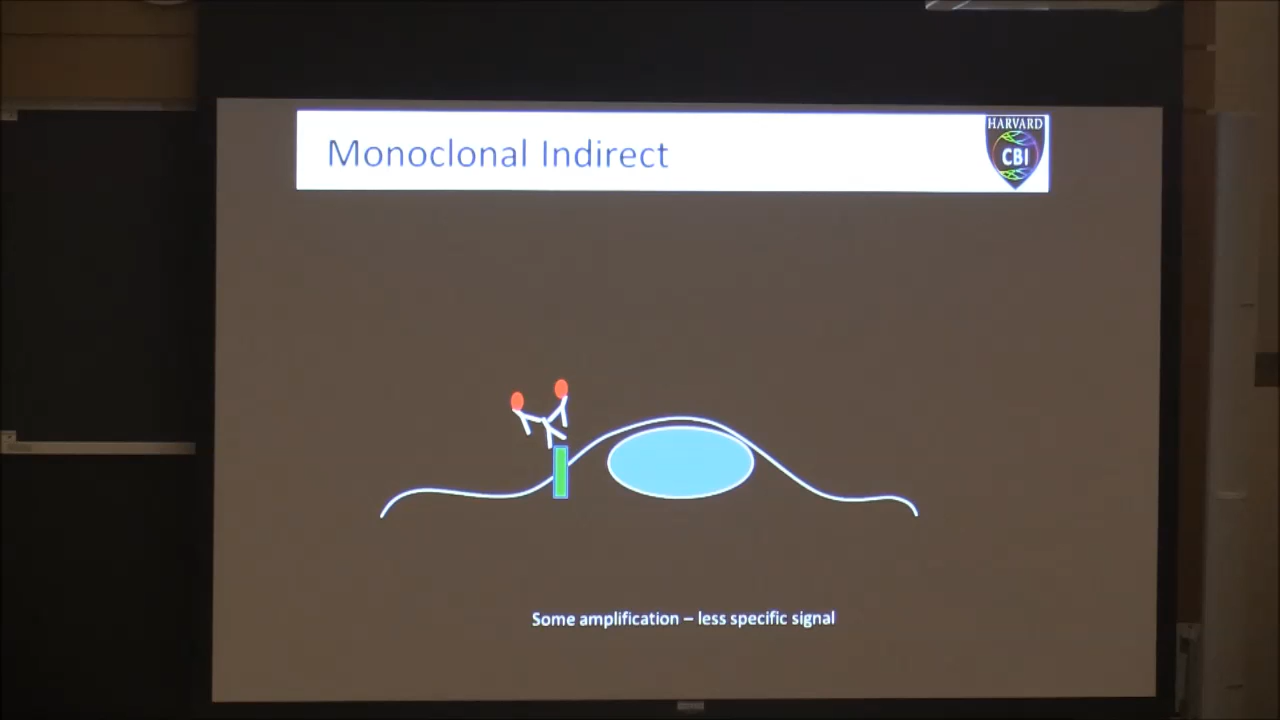 Monoclonal Indirect
HARVARD
CBI
Some amplification – less specific signal